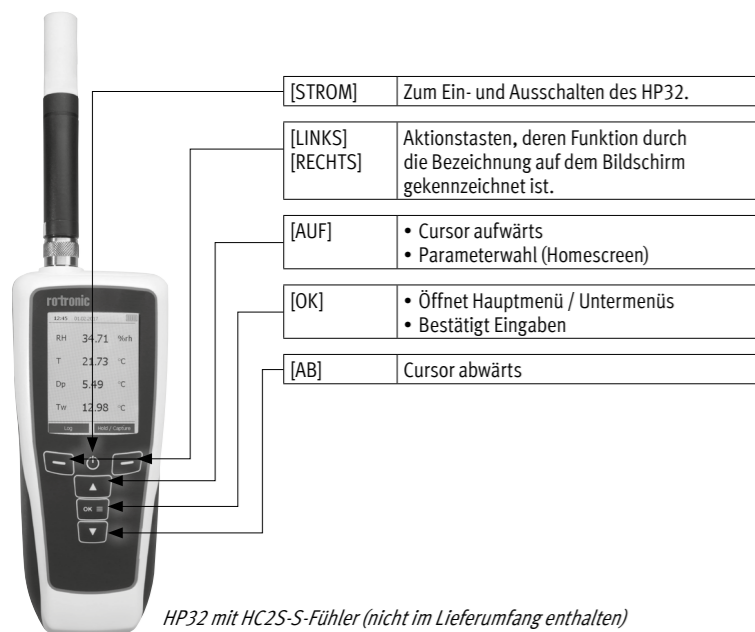 [STROM] Zum Ein- und Ausschalten des HP32.
[LINKS] Aktionstasten, deren Funktion durch
[RECHTS] die Bezeichnung auf dem Bildschirm
gekennzeichnet ist.
[AUF] • Cursor aufwärts
• Parameterwahl (Homescreen)
[OK] • Öffnet Hauptmenü / Untermenüs
• Bestätigt Eingaben
[AB] Cursor abwärts
rotronic
12:45
RH 34.71 %rh
T 21.73 °C
Dp 5.49 °C
Tw 12.98 °C
Log Hold / Capture
OK
HP32 mit HC2S-S-Fühler (nicht im Lieferumfang enthalten)